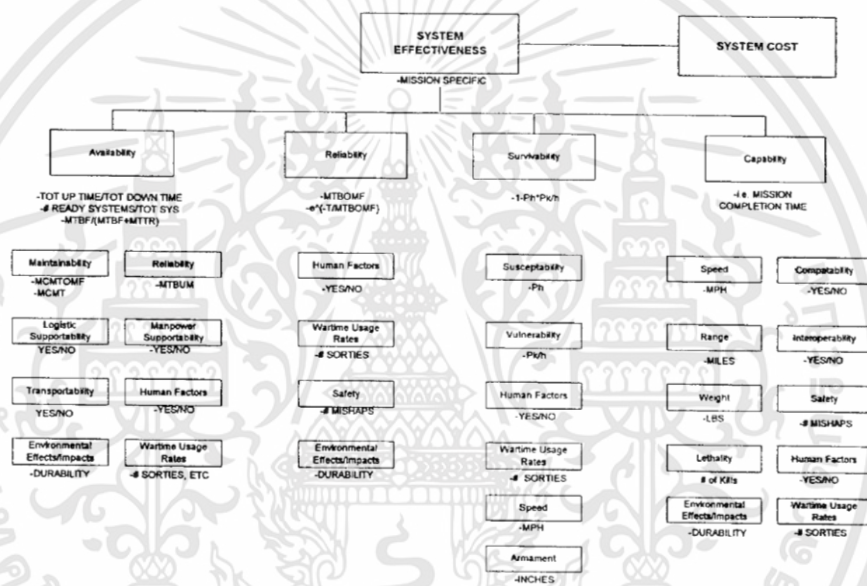 SYSTEM
EFFECTIVENESS
SYSTEM COST
-MISSION SPECIFIC
Availability
Reliability
Survivability
Capability
-TOT UP TIME/TOT DOWN TIME
-# READY SYSTEMS/TOT SYS
-MTBF/(MTBF+MTTR)
-MTBOMF
-e^(-T/MTBOMF)
-1-Ph*Pk/h
-i.e. MISSION
COMPLETION TIME
Maintainability
-MCMTOMF
-MCMT
Reliability
-MTBUM
Logistic
Supportability
YES/NO
Manpower
Supportability
-YES/NO
Transportability
YES/NO
Human Factors
-YES/NO
Environmental
Effects/Impacts
-DURABILITY
Wartime Usage
Rates
-# SORTIES, ETC
Human Factors
-YES/NO
Wartime Usage
Rates
-# SORTIES
Safety
-# MISHAPS
Environmental
Effects/Impacts
-DURABILITY
Susceptability
-Ph
Vulnerability
-Pk/h
Human Factors
-YES/NO
Wartime Usage
Rates
-# SORTIES
Speed
-MPH
Armament
-INCHES
Speed
-MPH
Compatability
-YES/NO
Range
-MILES
Interoperability
-YES/NO
Weight
-LBS
Safety
-# MISHAPS
Lethality
# of Kills
Human Factors
-YES/NO
Environmental
Effects/Impacts
-DURABILITY
Wartime Usage
Rates
-# SORTIES